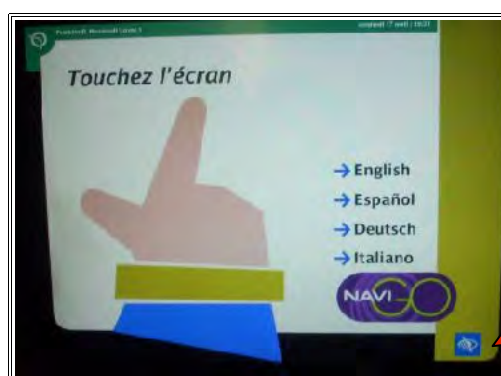 Touchez l'écran
English
Español
Deutsch
Italiano
NAVIGO